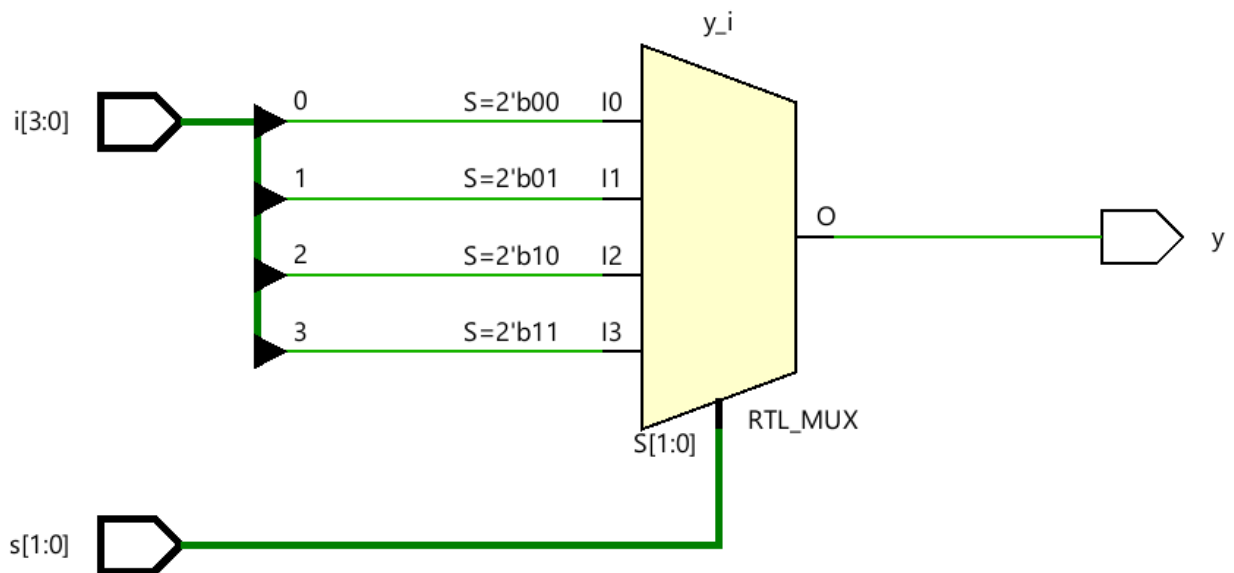 y_i
i[3:0]
0 S=2'b00 I0
1 S=2'b01 I1
2 S=2'b10 I2
3 S=2'b11 I3
O
y
S[1:0]
RTL_MUX
s[1:0]